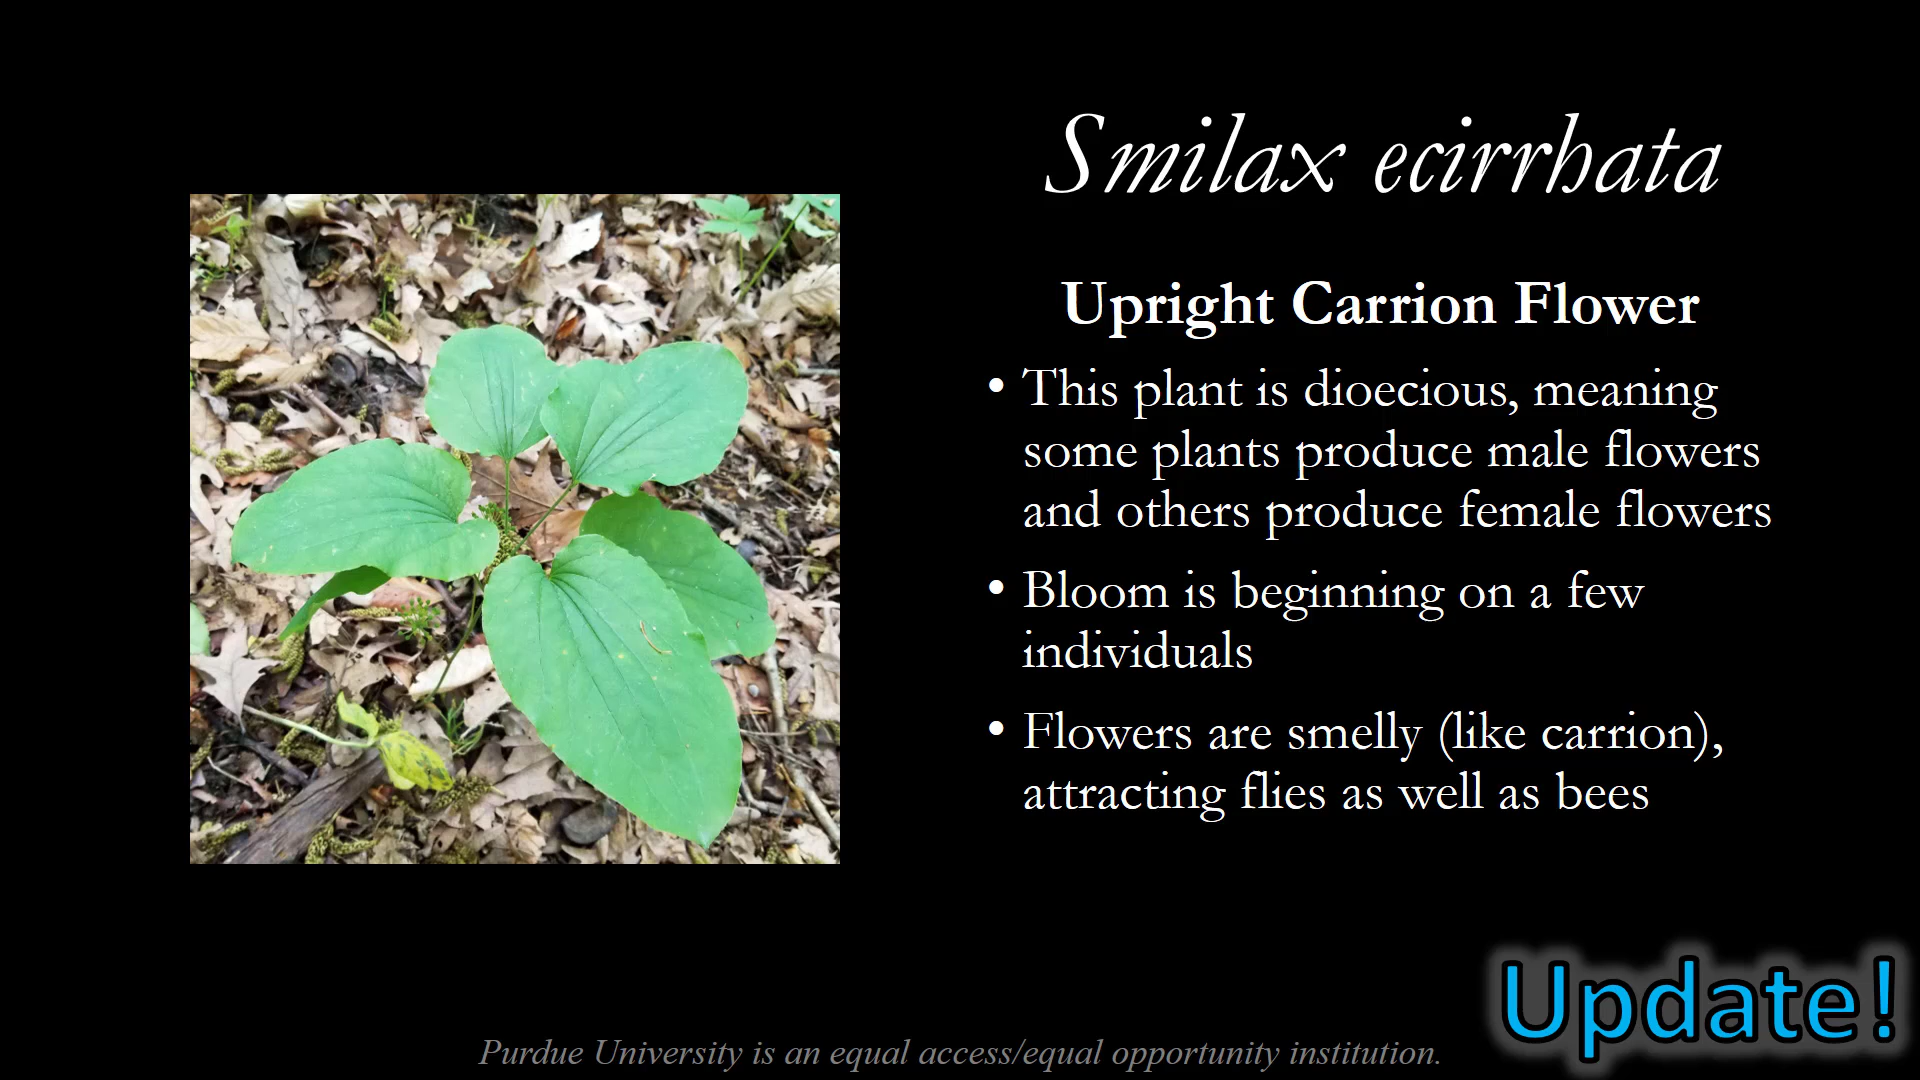 Smilax ecirrhata
Upright Carrion Flower
• This plant is dioecious, meaning
some plants produce male flowers
and others produce female flowers
• Bloom is beginning on a few
individuals
• Flowers are smelly (like carrion),
attracting flies as well as bees
Update!
Purdue University is an equal access/equal opportunity institution.